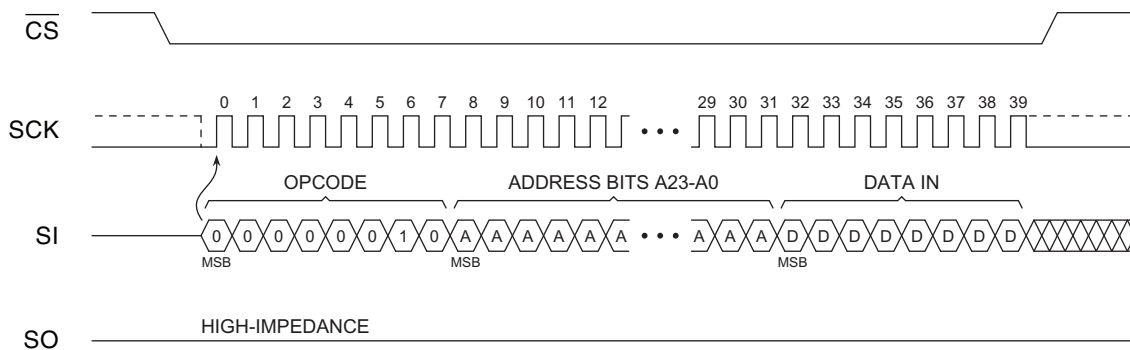 CS
0 1 2 3 4 5 6 7 8 9 10 11 12 29 30 31 32 33 34 35 36 37 38 39
SCK
OPCODE ADDRESS BITS A23-A0 DATA IN
SI 0 0 0 0 0 0 1 0 A A A A A A A A A D D D D D D D D
MSB MSB MSB
HIGH-IMPEDANCE
SO